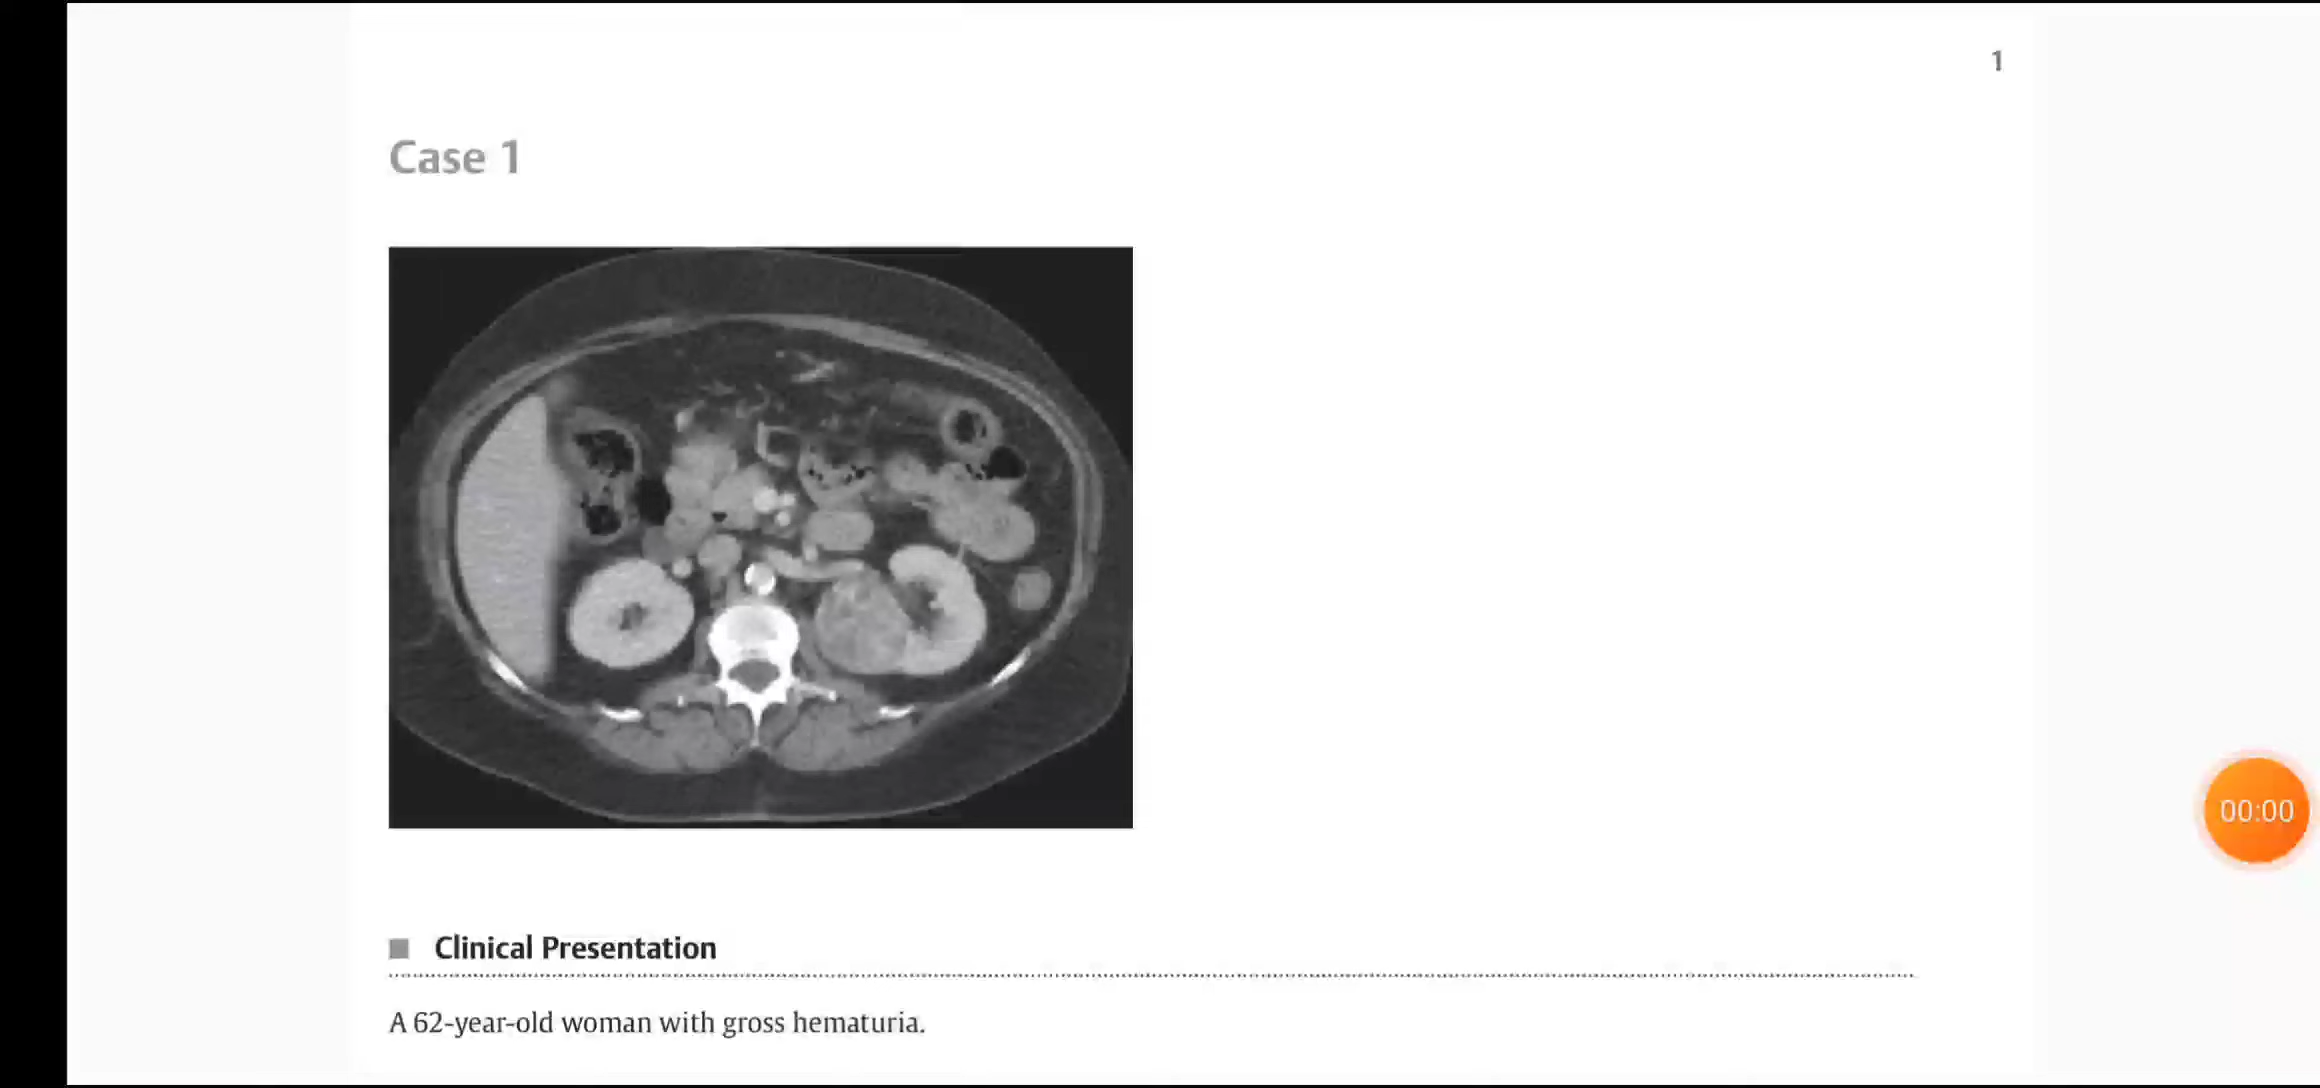 1
Case 1
Clinical Presentation
A 62-year-old woman with gross hematuria.
00:00